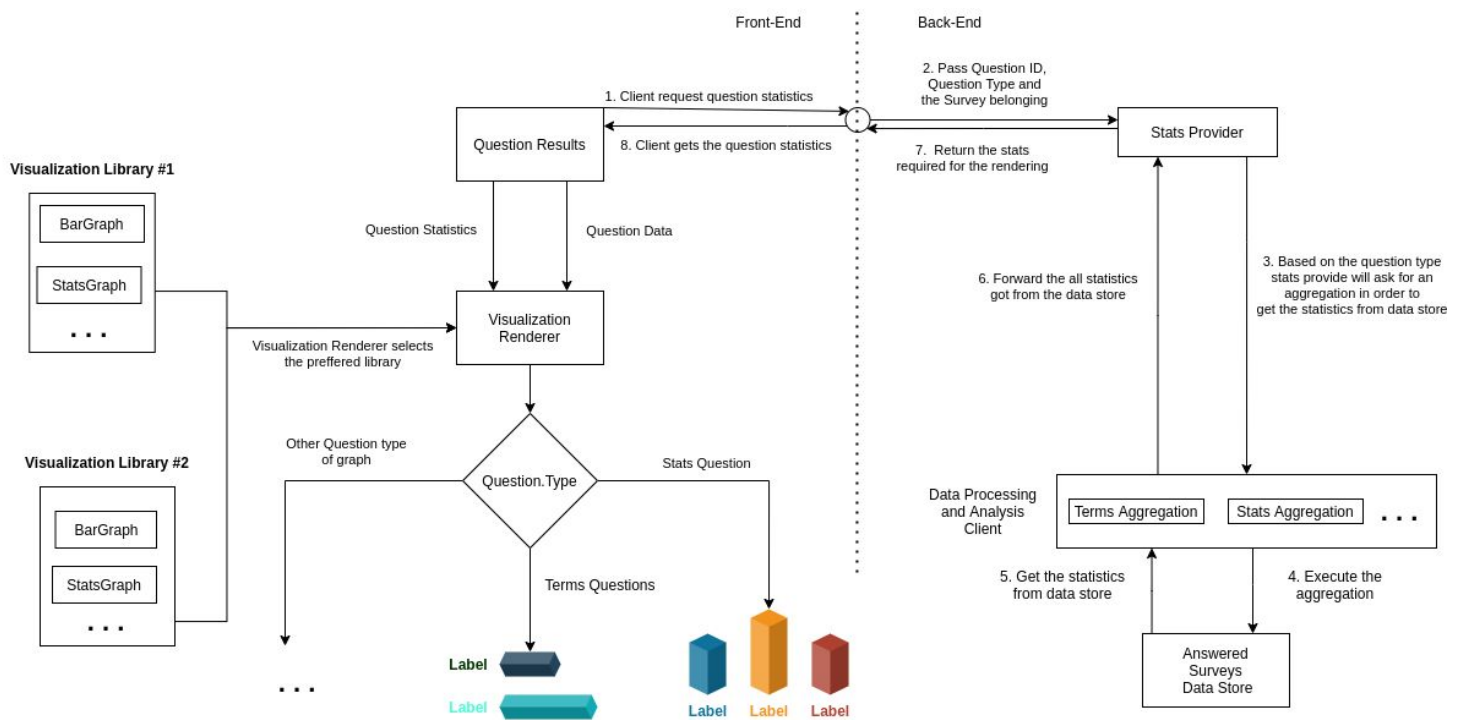 Front-End
Back-End
1. Client request question statistics
2. Pass Question ID,
Question Type and
the Survey belonging
Question Results
8. Client gets the question statistics
7. Return the stats
required for the rendering
Stats Provider
Visualization Library #1
BarGraph
StatsGraph
. . .
Question Statistics
Question Data
6. Forward the all statistics
got from the data store
3. Based on the question type
stats provide will ask for an
aggregation in order to
get the statistics from data store
Visualization
Renderer
Visualization Renderer selects
the preffered library
Other Question type
of graph
Stats Question
Question.Type
Visualization Library #2
BarGraph
StatsGraph
. . .
Data Processing
and Analysis
Client
Terms Aggregation
Stats Aggregation
. . .
Terms Questions
5. Get the statistics
from data store
4. Execute the
aggregation
Answered
Surveys
Data Store
. . .
Label
Label
Label
Label
Label